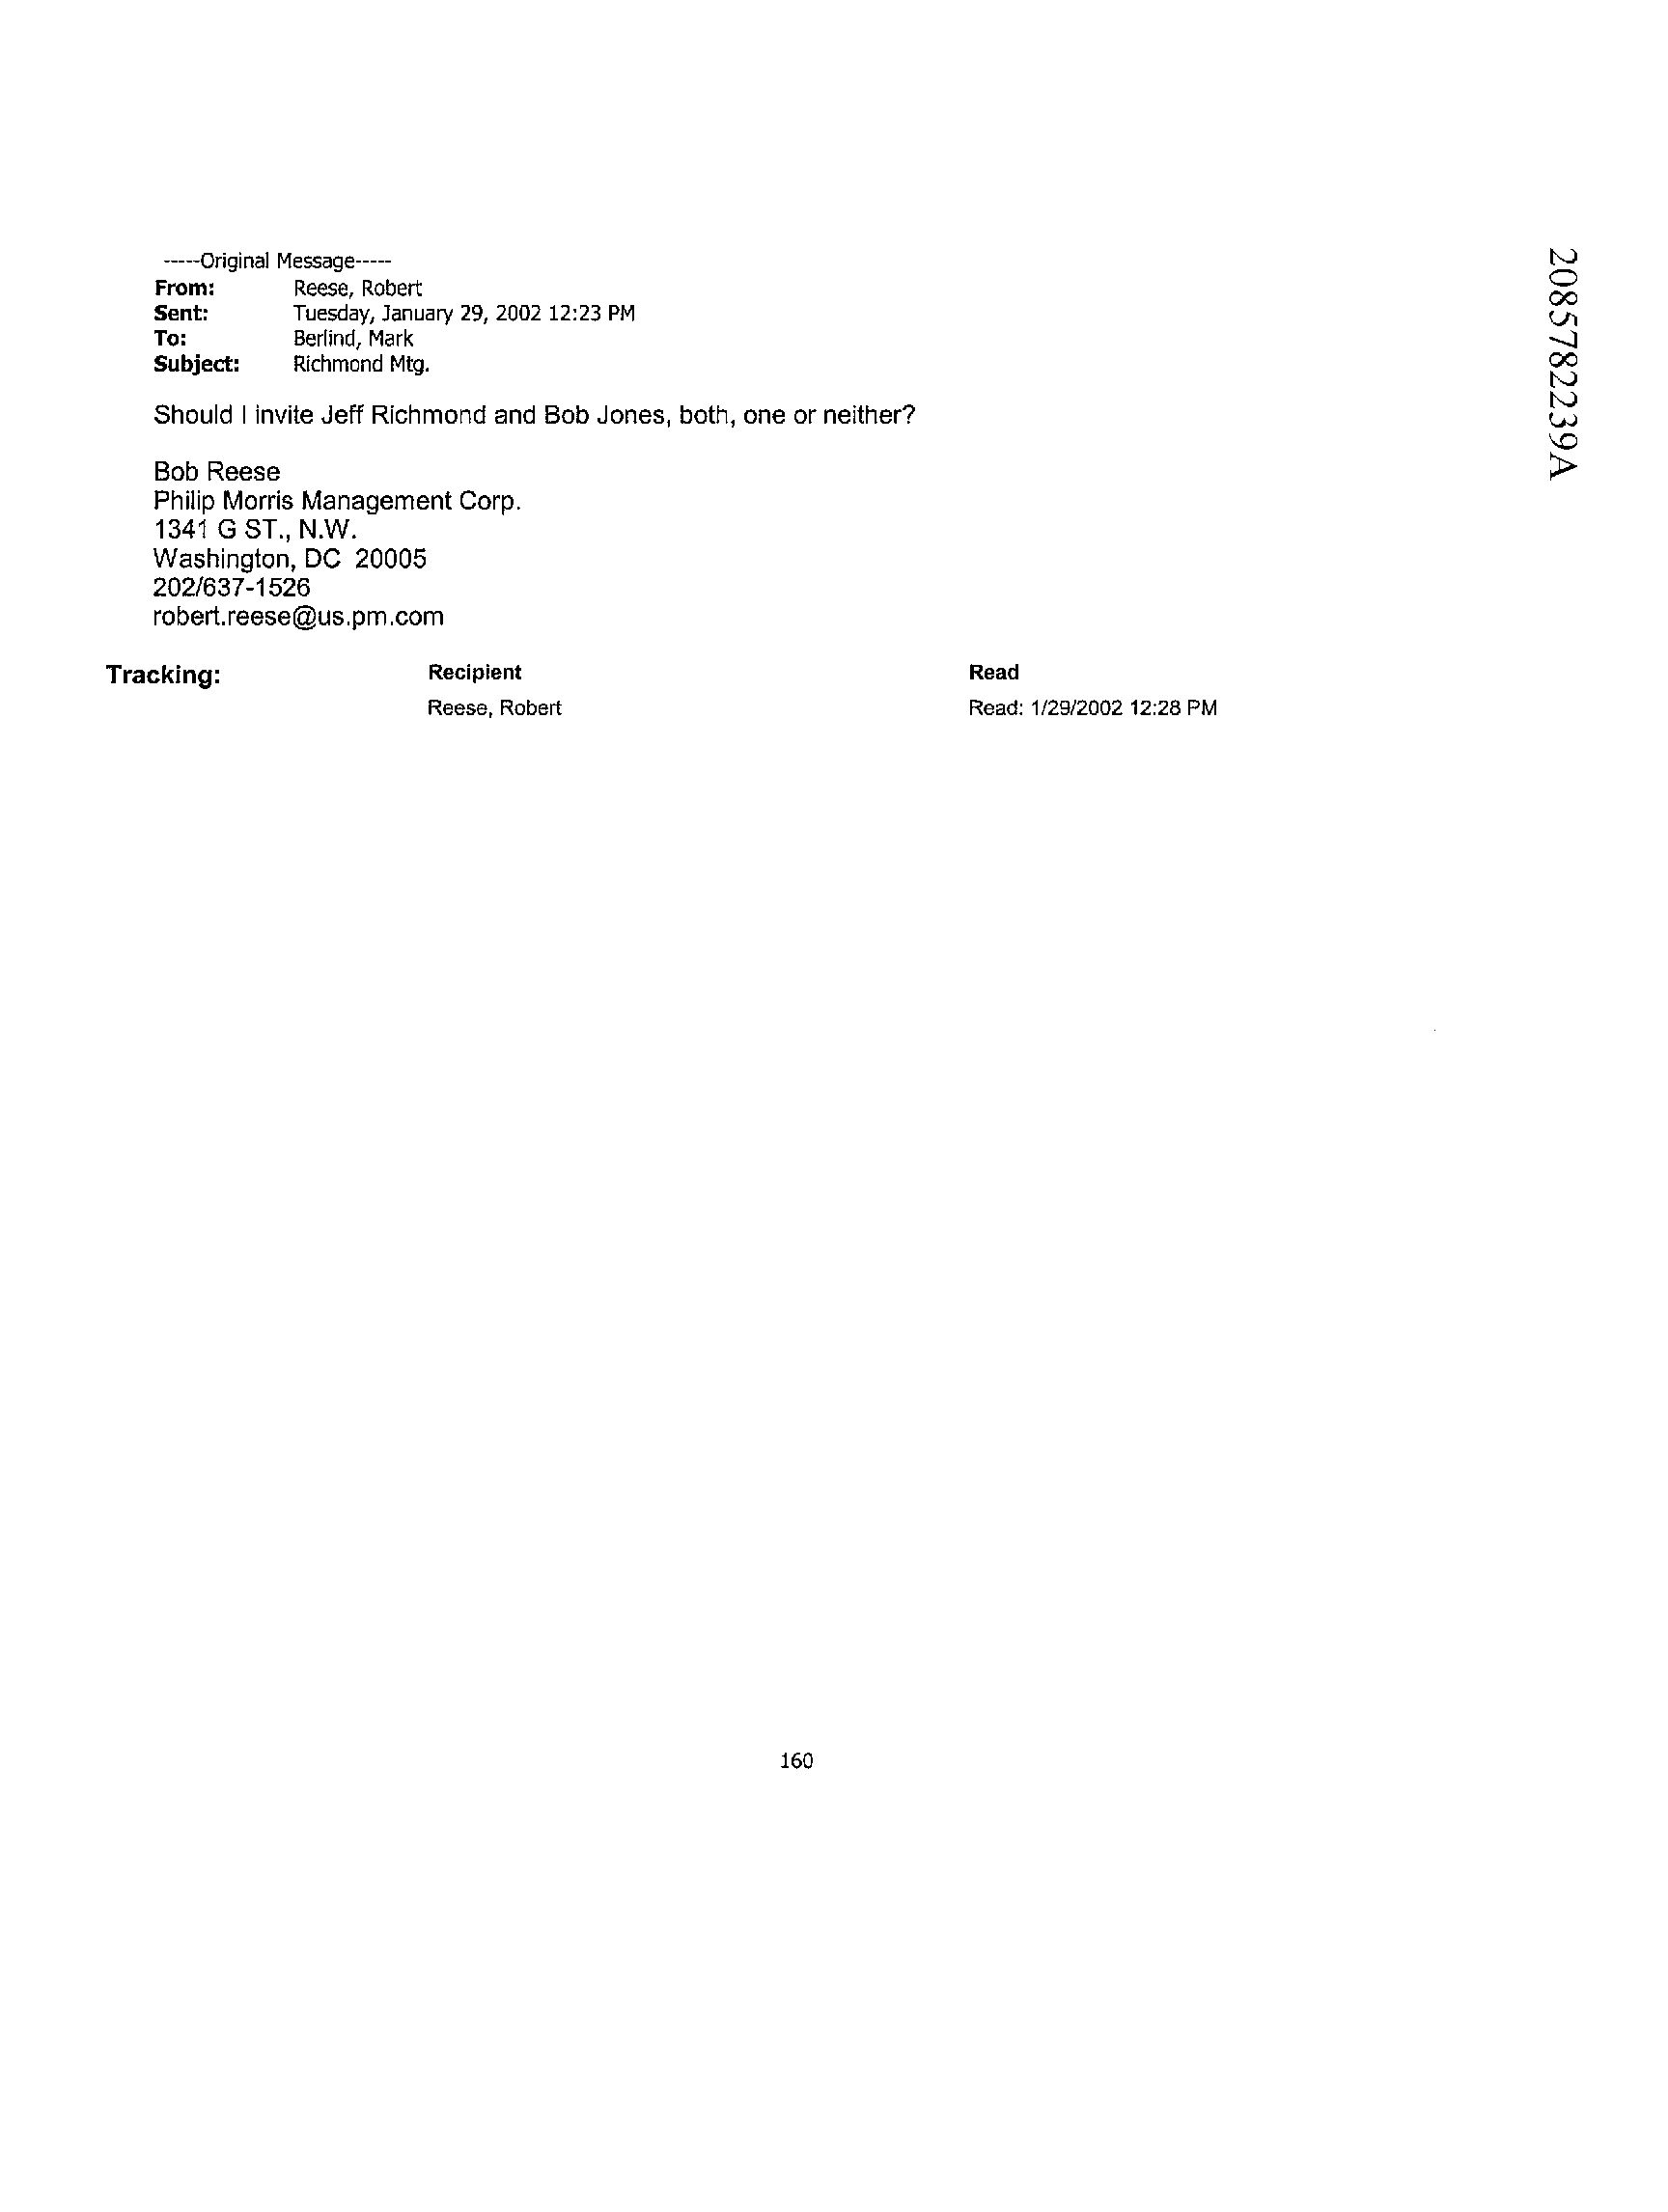 -----Original Message-----
From: Reese, Robert
Sent: Tuesday, January 29, 2002 12:23 PM
To: Berlind, Mark
Subject: Richmond Mtg.
Should I invite Jeff Richmond and Bob Jones, both, one or neither?
Bob Reese
Philip Morris Management Corp.
1341 G ST., N.W.
Washington, DC  20005
202/637-1526
robert.reese@us.pm.com
Tracking: Recipient Read
Reese, Robert Read: 1/29/2002 12:28 PM
160
2085782239A